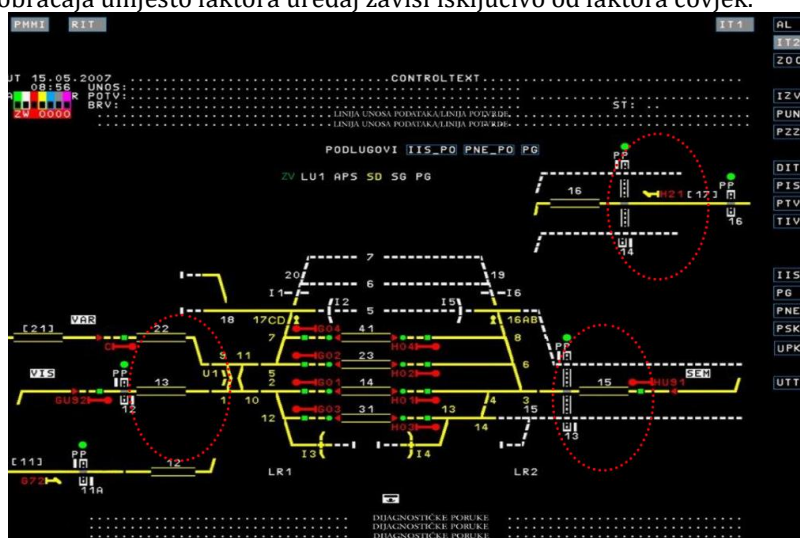 obraćaja umjesto faktora uređaj zavisi isključivo od faktora čovjek.
PMMI RIT IT1 AL
IT2
ZOO
UT 15.05.2007 CONTROLTEXT
08:56 UNOS:
R POTV:
BRV: ST:
ZW 0000
LINIJA UNOSA PODATAKA/LINIJA POTVRDE
LINIJA UNOSA PODATAKA/LINIJA POTVRDE
IZV
PUN
PZZ
PODLUGOVI IIS_PO PNE_PO PG
ZV LU1 APS SD SG PG
DIT
PIS
PTV
TIV
PP
PP
16 H21 [17]
14 16
7
20 6 19
I1 I6
I2 5 I5
18 17CD 16AB
IIS
PG
PNE
PSK
UPK
UTT
VAR
[21] 22 G04 41
C 7 H04 8
9 11 G02 23
PP PP
VIS 13 U1 5 H02 6 SEM
2 G01 14 15 HU91
GU92 12 1 10 H01 4 3
12 G03 31 13 15
H03 14 13
I3 I4
PP
[11] 12
G72 11A
LR1 LR2
DIJAGNOSTIČKE PORUKE
DIJAGNOSTIČKE PORUKE
DIJAGNOSTIČKE PORUKE